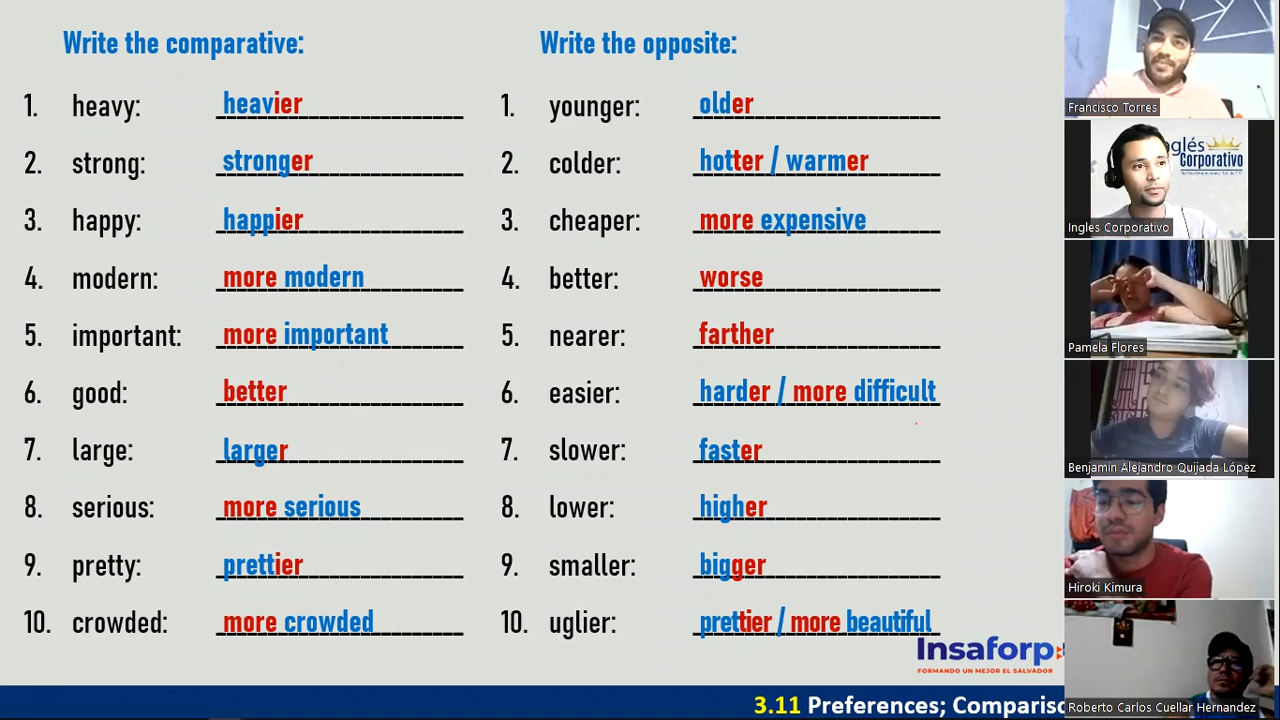 Write the comparative:
1. heavy: heavier
2. strong: stronger
3. happy: happier
4. modern: more modern
5. important: more important
6. good: better
7. large: larger
8. serious: more serious
9. pretty: prettier
10. crowded: more crowded
Write the opposite:
1. younger: older
2. colder: hotter / warmer
3. cheaper: more expensive
4. better: worse
5. nearer: farther
6. easier: harder / more difficult
7. slower: faster
8. lower: higher
9. smaller: bigger
10. uglier: prettier / more beautiful
Insaforp
FORMANDO UN MEJOR EL SALVADOR
3.11 Preferences; Comparisc
Francisco Torres
nglés
Corporativo
Ingles Corporativo
Pamela Flores
Benjamin Alejandro Quijada López
Hiroki Kimura
Roberto Carlos Cuellar Hernandez